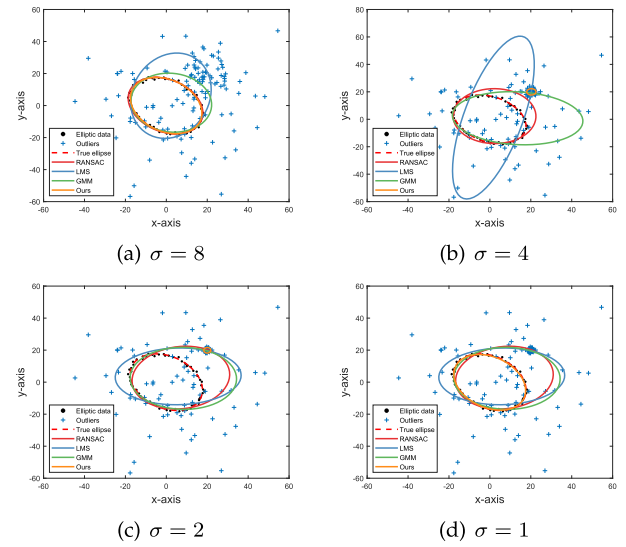 60
40
20
0
-20
-40
-60
y-axis
Elliptic data
Outliers
True ellipse
RANSAC
LMS
GMM
Ours
-60 -40 -20 0 20 40 60
x-axis
(a) σ = 8
60
40
20
0
-20
-40
-60
y-axis
Elliptic data
Outliers
True ellipse
RANSAC
LMS
GMM
Ours
-60 -40 -20 0 20 40 60
x-axis
(b) σ = 4
60
40
20
0
-20
-40
-60
y-axis
Elliptic data
Outliers
True ellipse
RANSAC
LMS
GMM
Ours
-60 -40 -20 0 20 40 60
x-axis
(c) σ = 2
60
40
20
0
-20
-40
-60
y-axis
Elliptic data
Outliers
True ellipse
RANSAC
LMS
GMM
Ours
-60 -40 -20 0 20 40 60
x-axis
(d) σ = 1